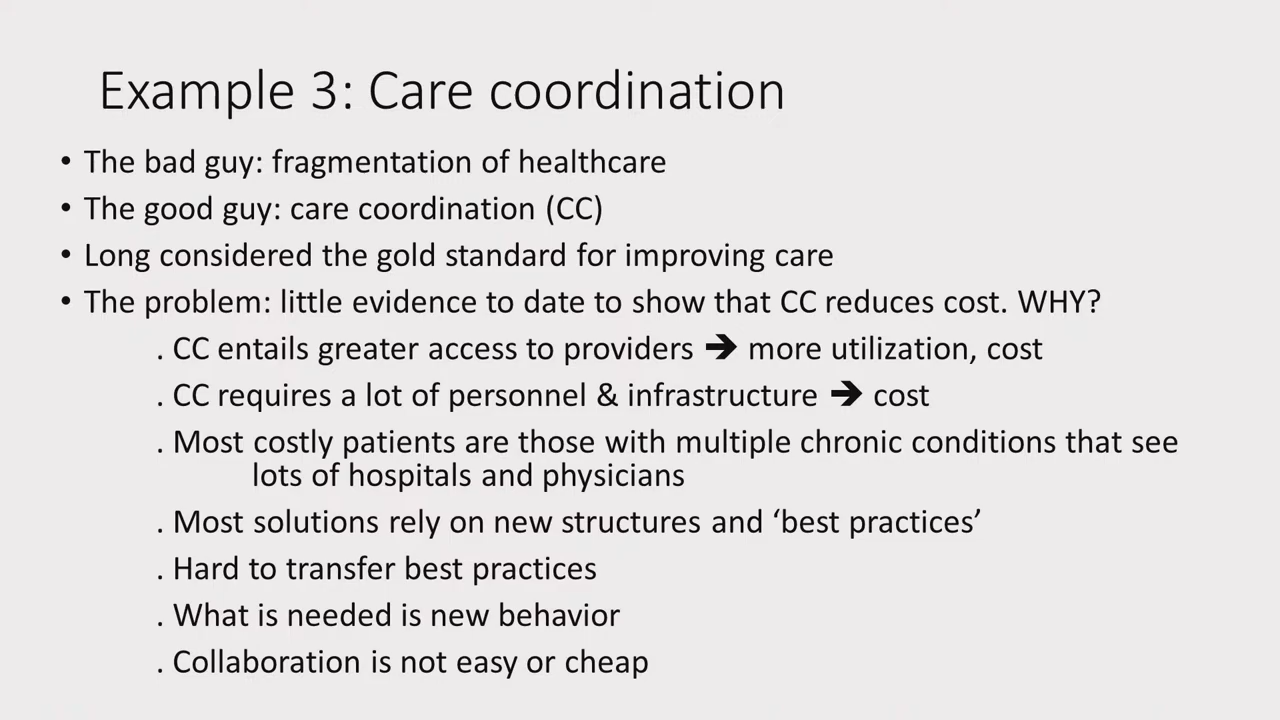 Example 3: Care coordination
• The bad guy: fragmentation of healthcare
• The good guy: care coordination (CC)
• Long considered the gold standard for improving care
• The problem: little evidence to date to show that CC reduces cost. WHY?
. CC entails greater access to providers ➔ more utilization, cost
. CC requires a lot of personnel & infrastructure ➔ cost
. Most costly patients are those with multiple chronic conditions that see
lots of hospitals and physicians
. Most solutions rely on new structures and ‘best practices’
. Hard to transfer best practices
. What is needed is new behavior
. Collaboration is not easy or cheap